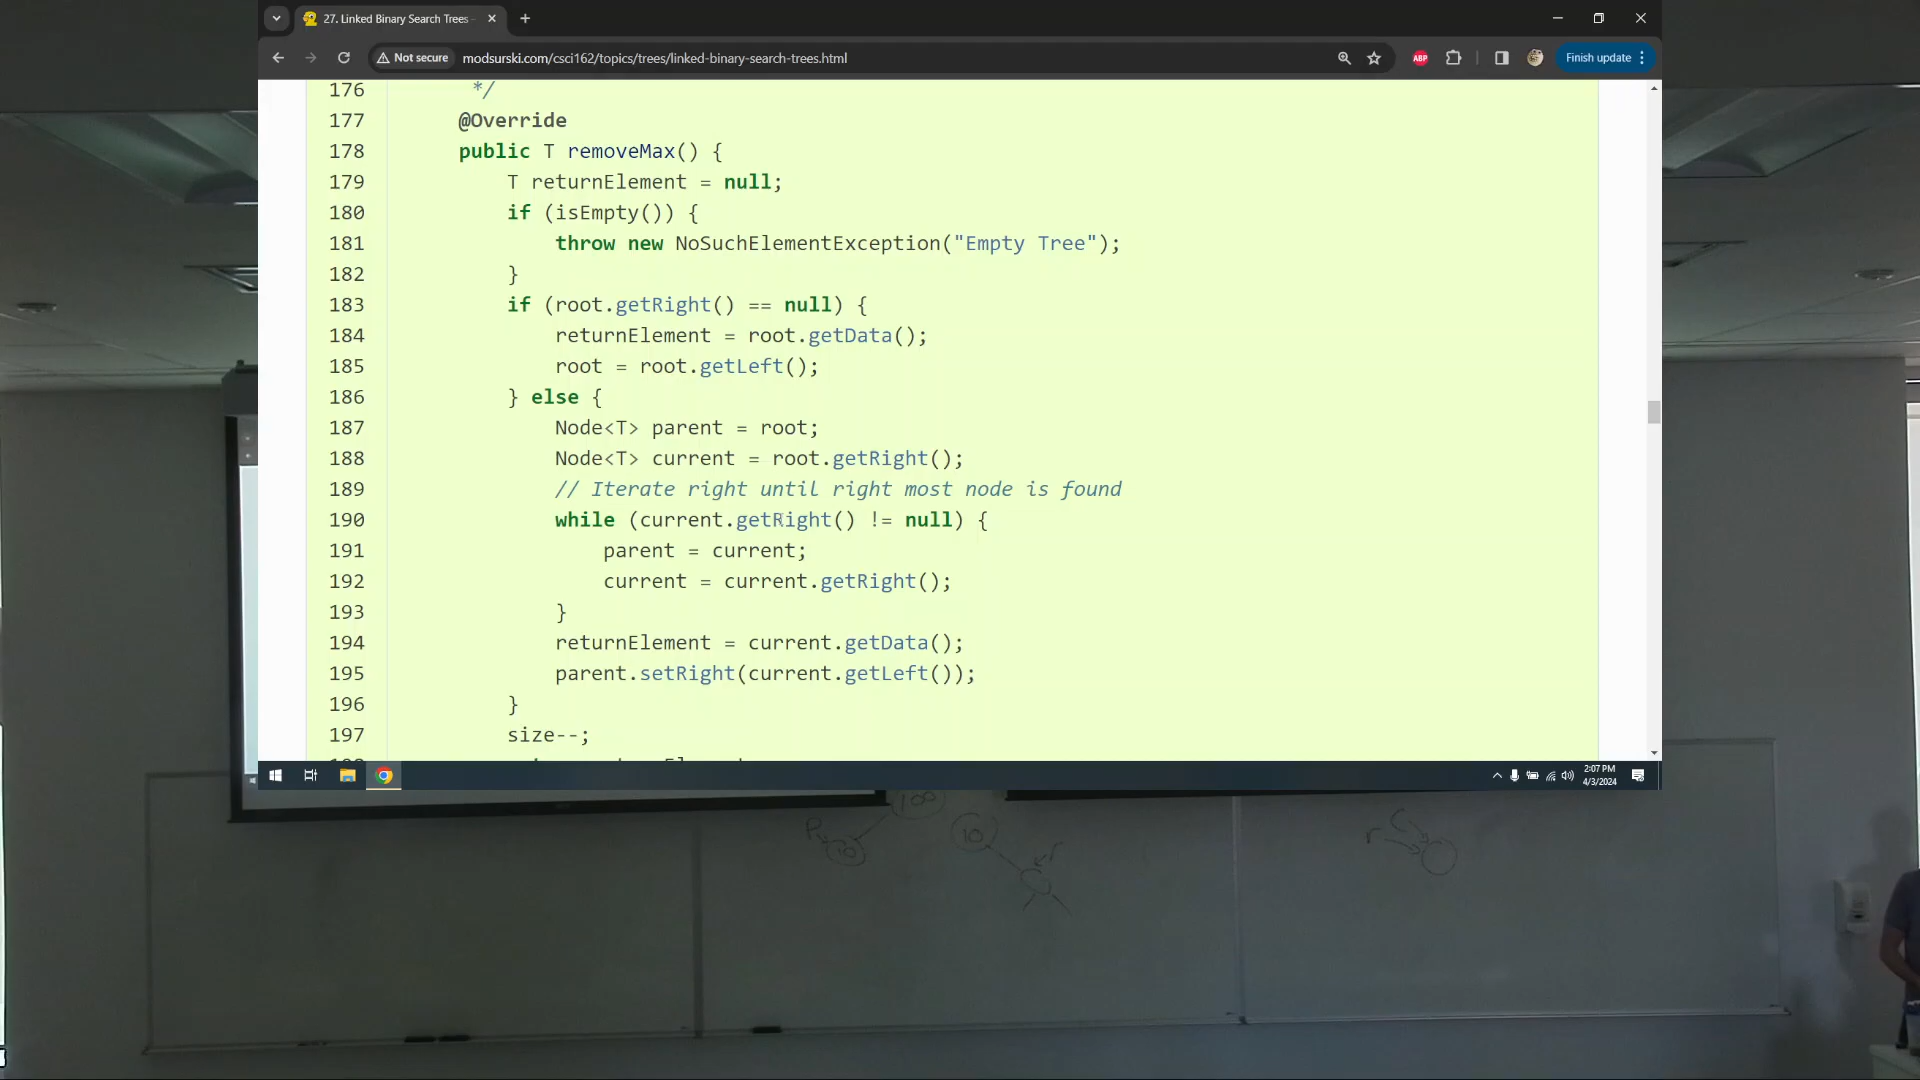 27. Linked Binary Search Trees
Not secure
modsurski.com/csci162/topics/trees/linked-binary-search-trees.html
ABP
Finish update
176 */
177 @Override
178 public T removeMax() {
179 T returnElement = null;
180 if (isEmpty()) {
181 throw new NoSuchElementException("Empty Tree");
182 }
183 if (root.getRight() == null) {
184 returnElement = root.getData();
185 root = root.getLeft();
186 } else {
187 Node<T> parent = root;
188 Node<T> current = root.getRight();
189 // Iterate right until right most node is found
190 while (current.getRight() != null) {
191 parent = current;
192 current = current.getRight();
193 }
194 returnElement = current.getData();
195 parent.setRight(current.getLeft());
196 }
197 size--;
2:07 PM
4/3/2024
100
10
10
r
r